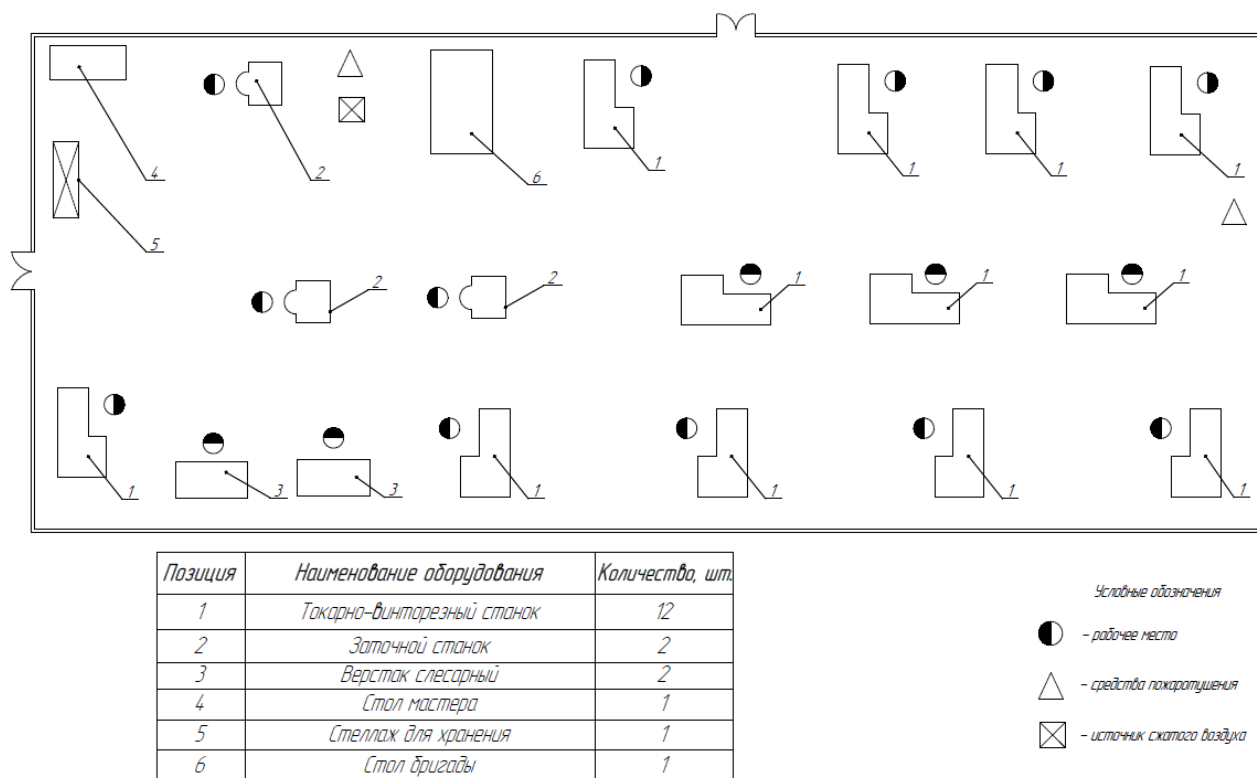 4
2
6
1
1
1
1
5
2
2
1
1
1
1
3
3
1
1
1
1
Позиция Наименование оборудования Количество, шт.
1 Токарно-винторезный станок 12
2 Заточной станок 2
3 Верстак слесарный 2
4 Стол мастера 1
5 Стеллаж для хранения 1
6 Стол бригады 1
Условные обозначения
- рабочее место
- средства пожаротушения
- источник сжатого воздуха